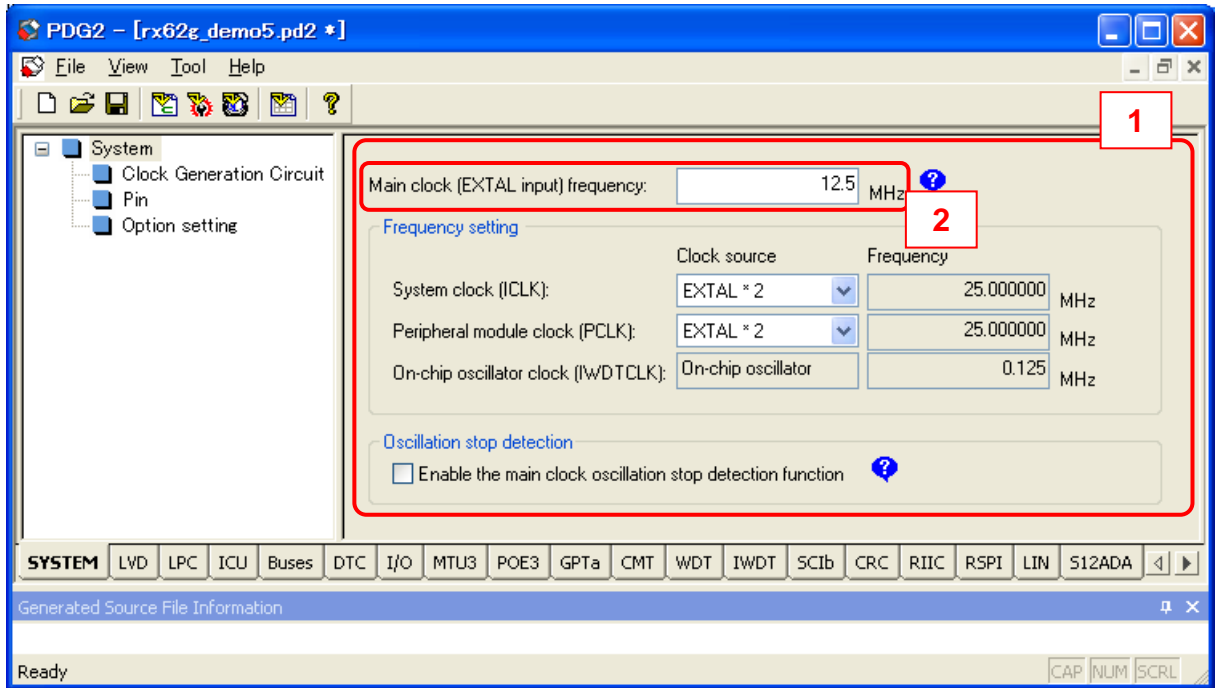 PDG2 - [rx62g_demo5.pd2 *]
File View Tool Help
1
System
Clock Generation Circuit
Pin
Option setting
Main clock (EXTAL input) frequency: 12.5 MHz
2
Frequency setting
Clock source Frequency
System clock (ICLK): EXTAL * 2 25.000000 MHz
Peripheral module clock (PCLK): EXTAL * 2 25.000000 MHz
On-chip oscillator clock (IWDTCLK): On-chip oscillator 0.125 MHz
Oscillation stop detection
Enable the main clock oscillation stop detection function
SYSTEM LVD LPC ICU Buses DTC I/O MTU3 POE3 GPTa CMT WDT IWDT SCIb CRC RIIC RSPI LIN S12ADA
Generated Source File Information
Ready CAP NUM SCRL